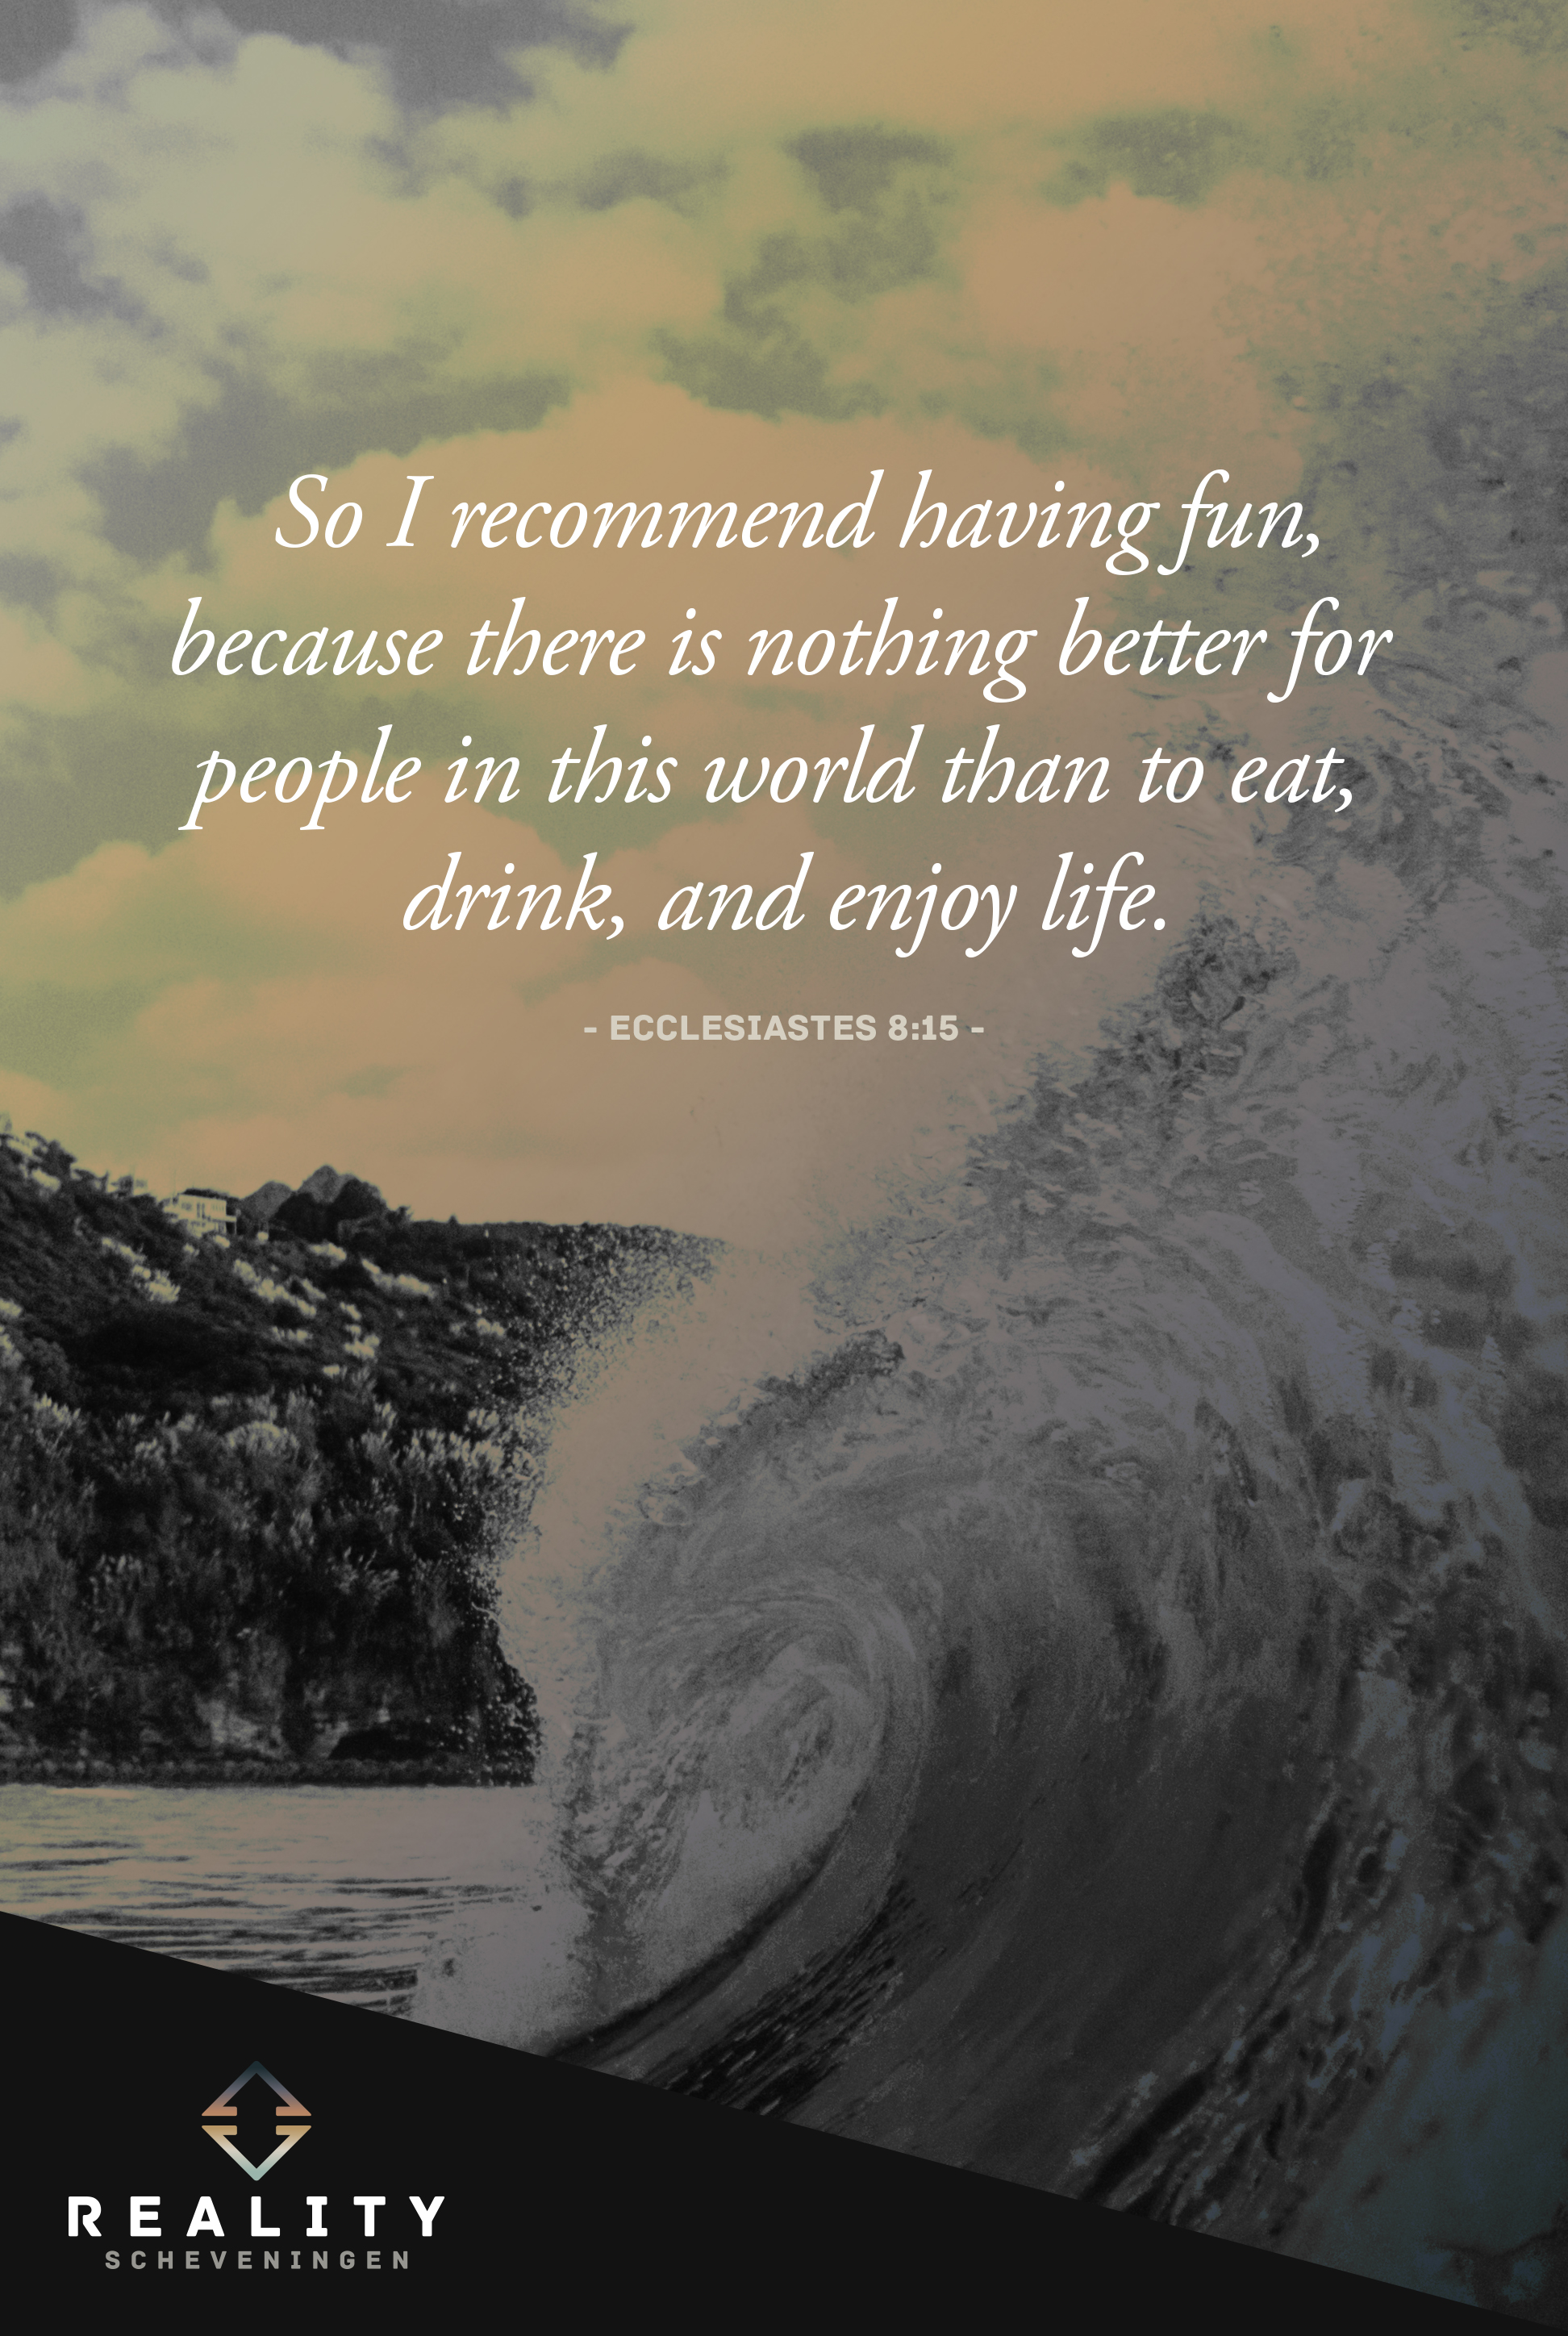 So I recommend having fun,
because there is nothing better for
people in this world than to eat,
drink, and enjoy life.
- ECCLESIASTES 8:15 -
REALITY
SCHEVENINGEN